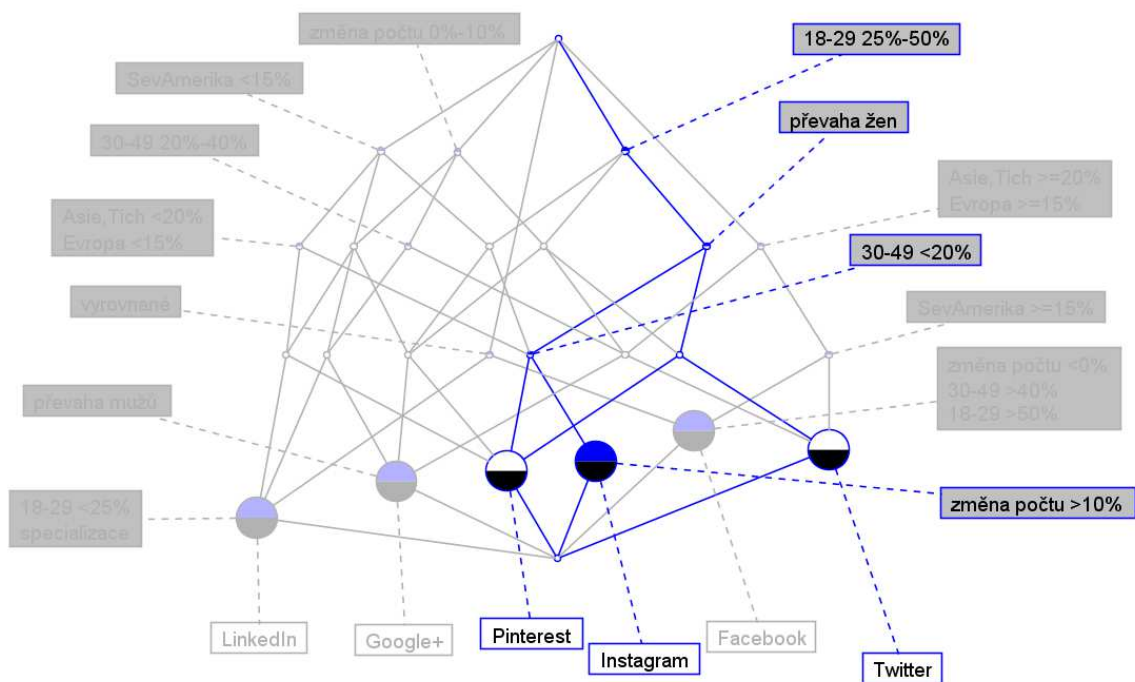 změna počtu 0%-10%
18-29 25%-50%
SevAmerika <15%
převaha žen
30-49 20%-40%
Asie,Tich >=20%
Evropa >=15%
Asie,Tich <20%
Evropa <15%
30-49 <20%
vyrovnané
SevAmerika >=15%
změna počtu <0%
30-49 >40%
18-29 >50%
převaha mužů
18-29 <25%
specializace
změna počtu >10%
LinkedIn
Google+
Pinterest
Instagram
Facebook
Twitter